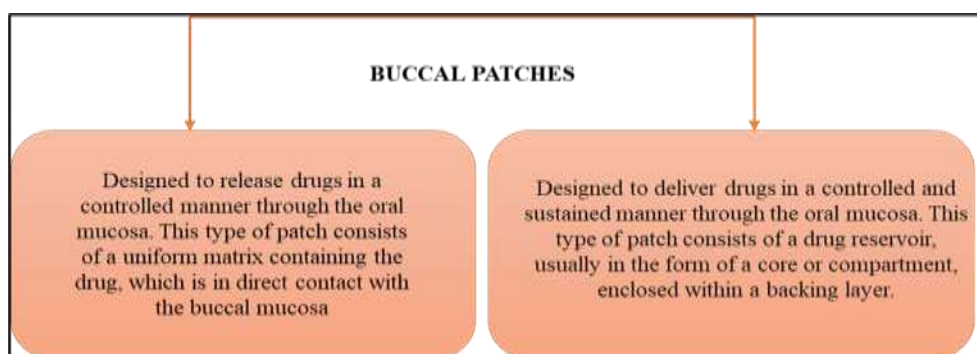 BUCCAL PATCHES
Designed to release drugs in a
controlled manner through the oral
mucosa. This type of patch consists
of a uniform matrix containing the
drug, which is in direct contact with
the buccal mucosa
Designed to deliver drugs in a controlled and
sustained manner through the oral mucosa. This
type of patch consists of a drug reservoir,
usually in the form of a core or compartment,
enclosed within a backing layer.